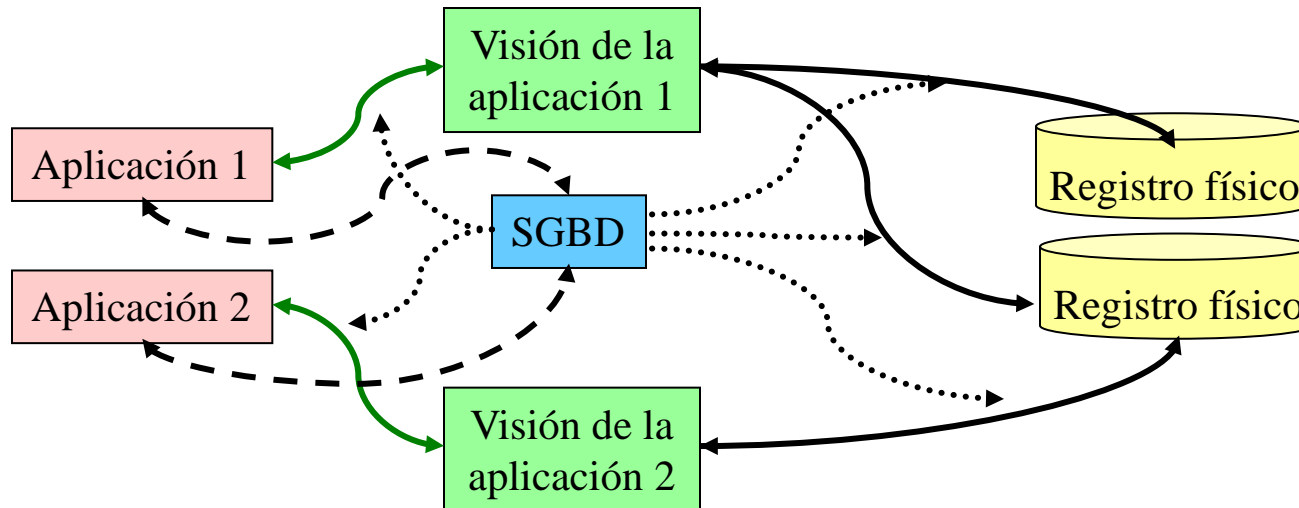 Visión de la
aplicación 1
Aplicación 1
Registro físico
SGBD
Aplicación 2
Registro físico
Visión de la
aplicación 2